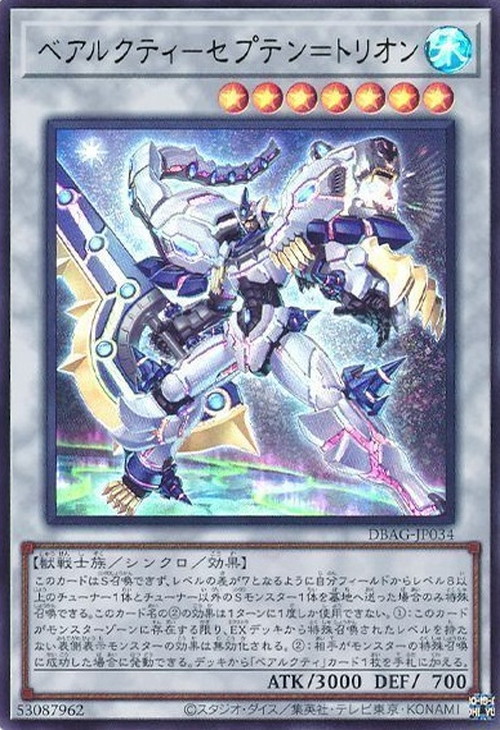 ベアルクティーセプテン＝トリオン
水
DBAG-JP034
【獣戦士族／シンクロ／効果】
このカードはS召喚できず、レベルの差が7となるように自分フィールドからレベル8以
上のチューナー1体とチューナー以外のSモンスター1体を墓地へ送った場合のみ特殊
召喚できる。このカード名の②の効果は1ターンに1度しか使用できない。①：このカード
がモンスターゾーンに存在する限り、EXデッキから特殊召喚されたレベルを持た
ない表側表示モンスターの効果は無効化される。②：相手がモンスターの特殊召喚
に成功した場合に発動できる。デッキから「ベアルクティ」カード1枚を手札に加える。
ATK/3000 DEF/ 700
53087962
©スタジオ・ダイス／集英社・テレビ東京・KONAMI